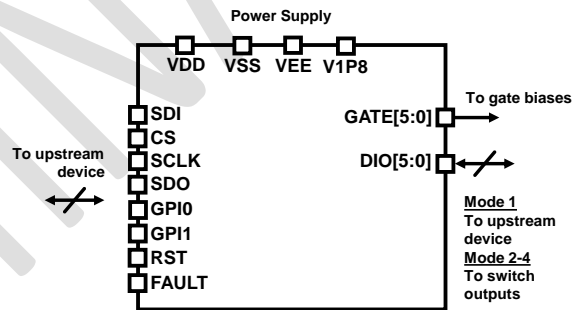 Power Supply
VDD VSS VEE V1P8
SDI
CS
SCLK
SDO
GPI0
GPI1
RST
FAULT
To upstream
device
GATE[5:0]
To gate biases
DIO[5:0]
Mode 1
To upstream
device
Mode 2-4
To switch
outputs